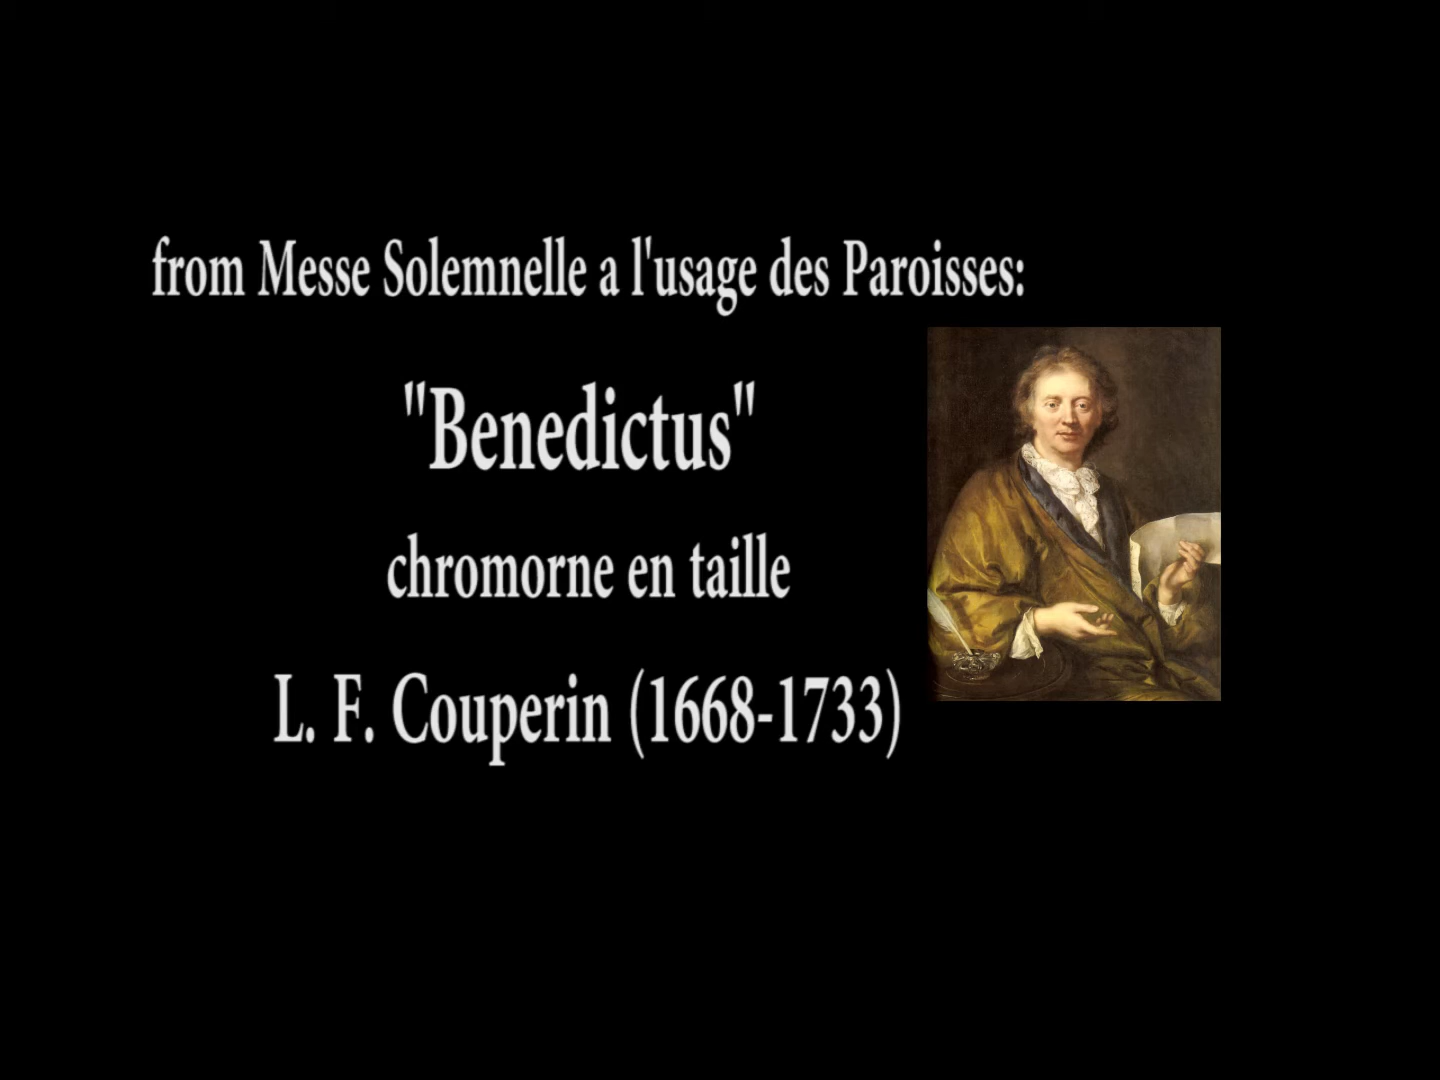 from Messe Solemnelle a l'usage des Paroisses:
"Benedictus"
chromorne en taille
L. F. Couperin (1668-1733)